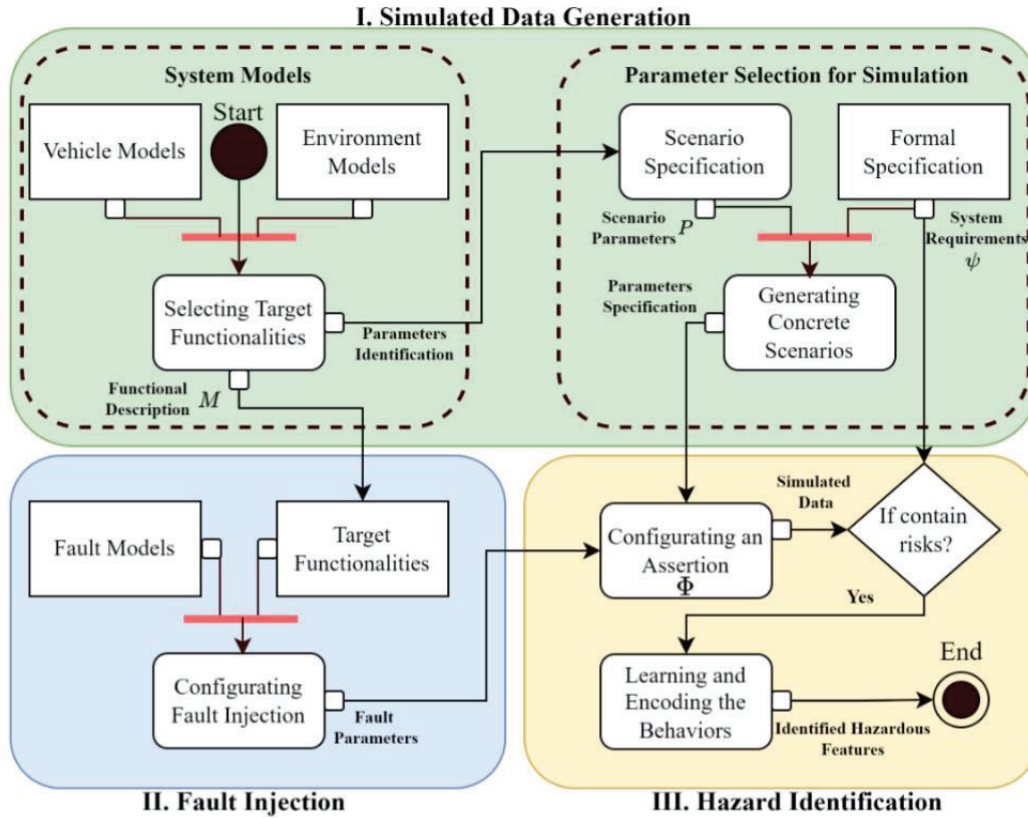 I. Simulated Data Generation
System Models
Start
Vehicle Models
Environment
Models
Selecting Target
Functionalities
Parameters
Identification
Functional
Description M
Parameter Selection for Simulation
Scenario
Specification
Formal
Specification
Scenario
Parameters P
System
Requirements
ψ
Parameters
Specification
Generating
Concrete
Scenarios
Fault Models
Target
Functionalities
Configurating
Fault Injection
Fault
Parameters
II. Fault Injection
Configurating an
Assertion
Φ
Simulated
Data
If contain
risks?
Yes
Learning and
Encoding the
Behaviors
Identified Hazardous
Features
End
III. Hazard Identification